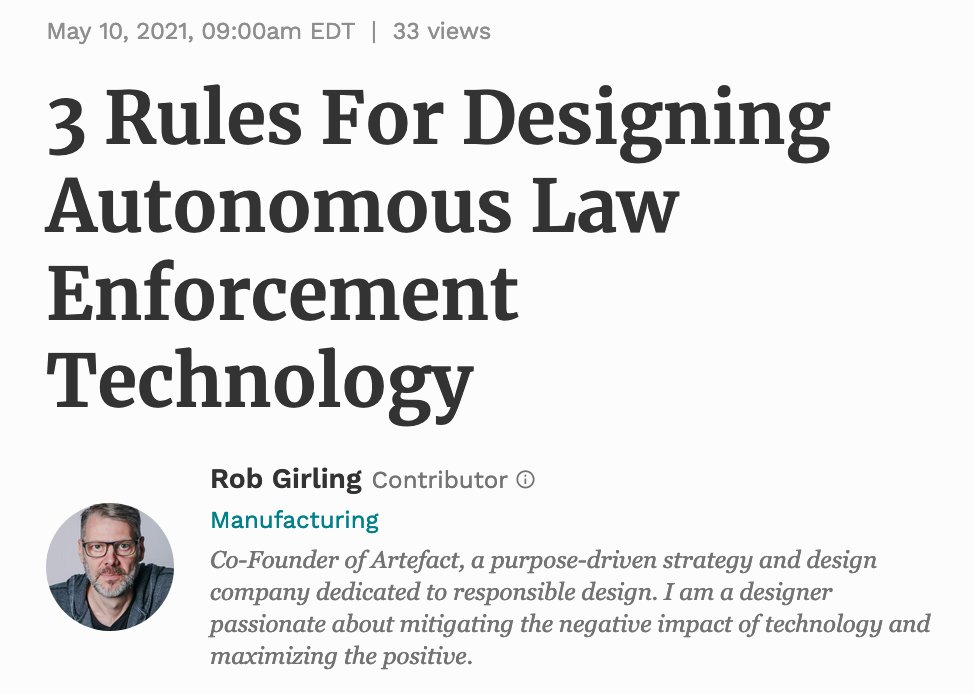 May 10, 2021, 09:00am EDT | 33 views
3 Rules For Designing
Autonomous Law
Enforcement
Technology
Rob Girling Contributor ⓘ
Manufacturing
Co-Founder of Artefact, a purpose-driven strategy and design
company dedicated to responsible design. I am a designer
passionate about mitigating the negative impact of technology and
maximizing the positive.